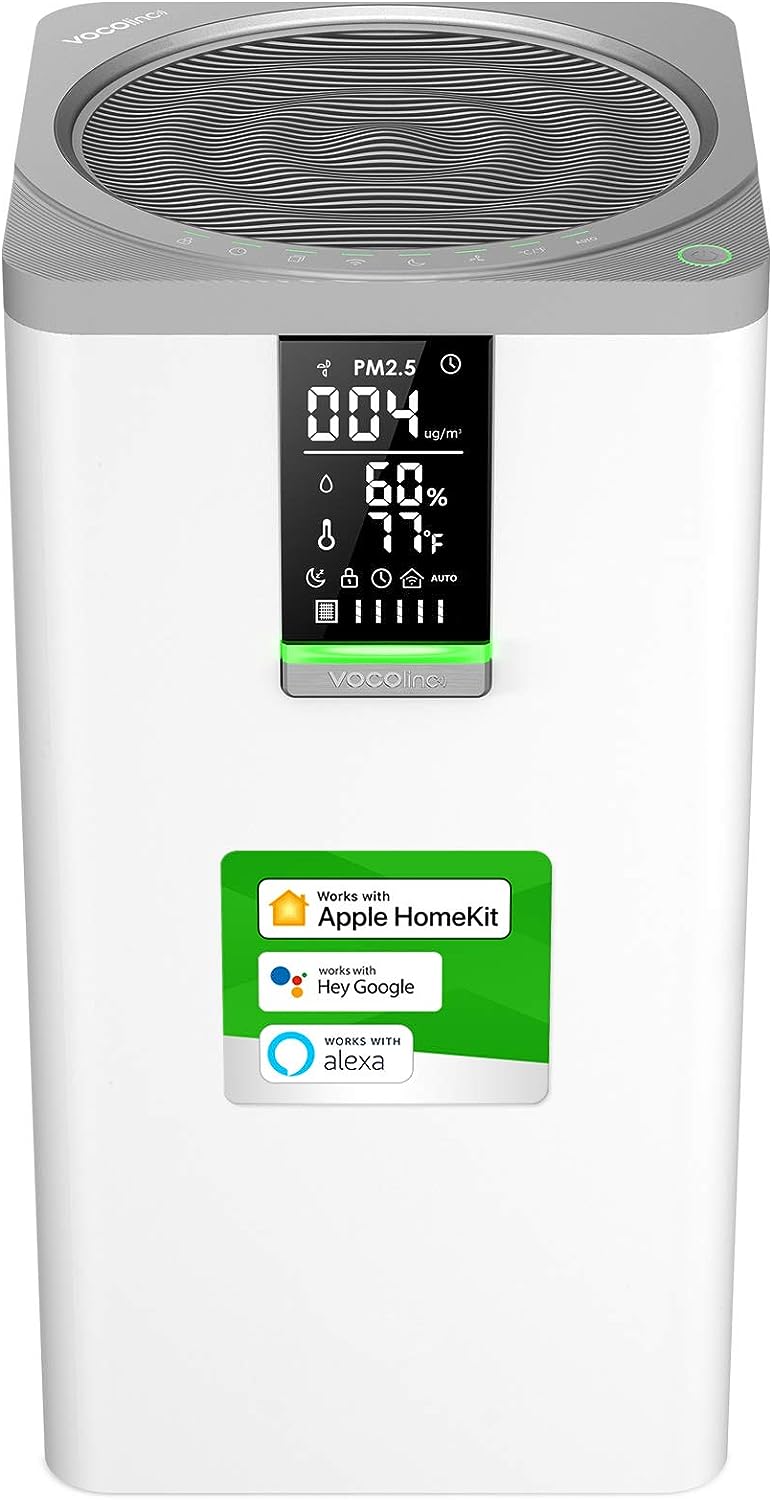 VOCOlinc
°C/°F
AUTO
PM2.5
004 ug/m³
60%
77°F
AUTO
VOCOlinc
Works with
Apple HomeKit
works with
Hey Google
WORKS WITH
alexa